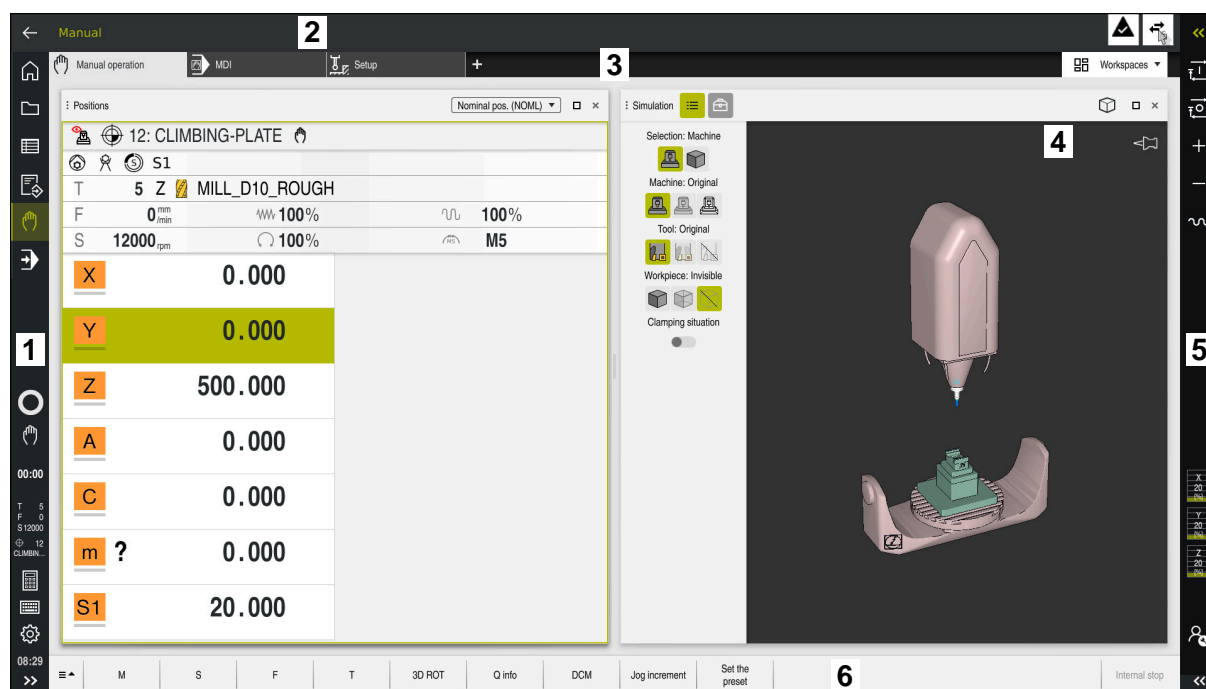 Manual
2
Manual operation
MDI
Setup
+
3
Workspaces
Positions
Nominal pos. (NOML)
Simulation
12: CLIMBING-PLATE
S1
T 5 Z MILL_D10_ROUGH
F 0 mm/min 100% 100%
S 12000 rpm 100% M5
X 0.000
Y 0.000
Z 500.000
A 0.000
C 0.000
m ? 0.000
S1 20.000
Selection: Machine
Machine: Original
Tool: Original
Workpiece: Invisible
Clamping situation
4
1
00:00
T 5
F 0
S 12000
12
CLIMBIN...
08:29
5
X
20
[%]
Y
20
[%]
Z
20
[%]
M
S
F
T
3D ROT
Q info
DCM
Jog increment
Set the
preset
6
Internal stop